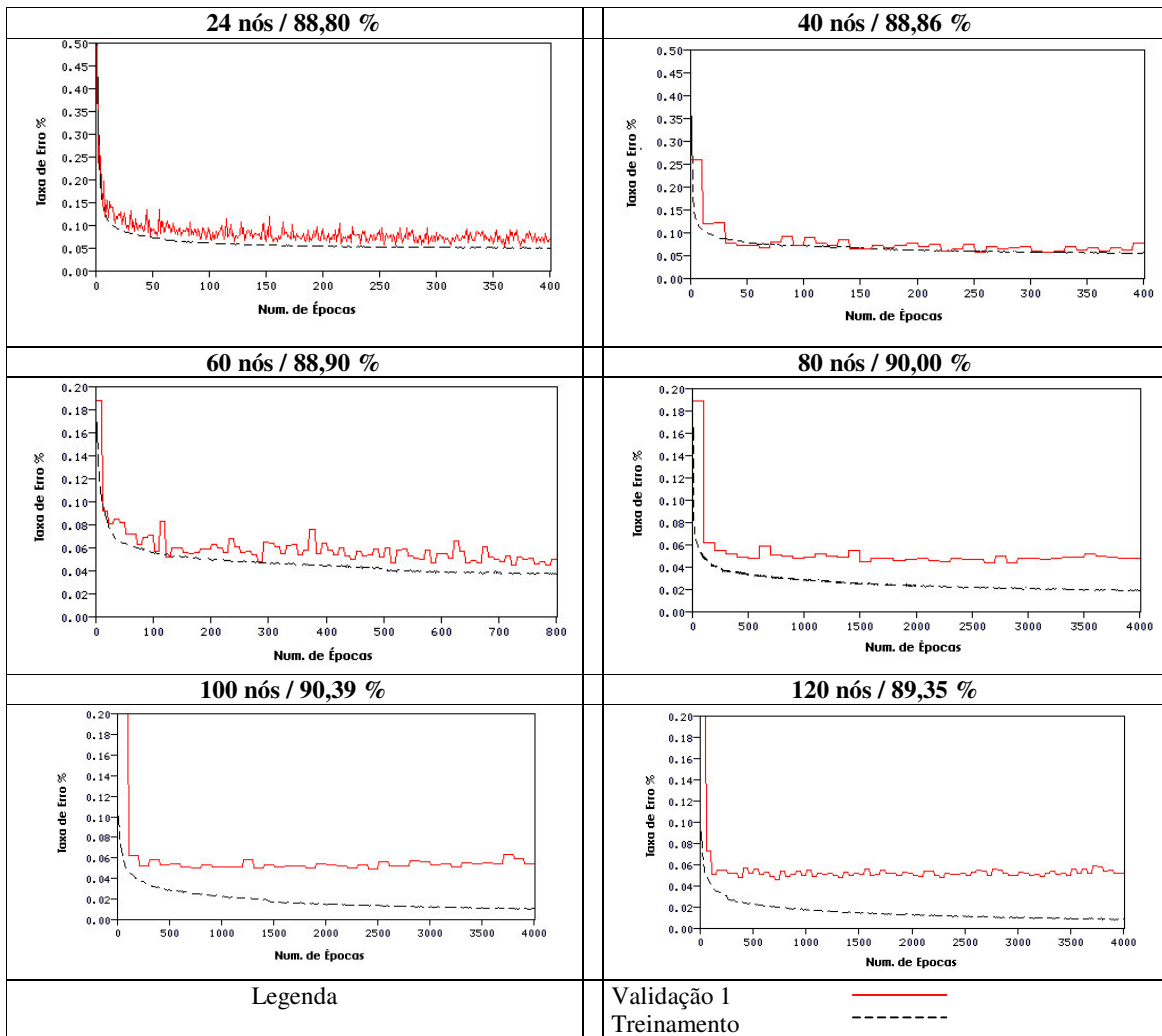 24 nós / 88,80 %
Taxa de Erro %
0.50
0.45
0.40
0.35
0.30
0.25
0.20
0.15
0.10
0.05
0.00
0 50 100 150 200 250 300 350 400
Num. de Épocas
40 nós / 88,86 %
Taxa de Erro %
0.50
0.45
0.40
0.35
0.30
0.25
0.20
0.15
0.10
0.05
0.00
0 50 100 150 200 250 300 350 400
Num. de Épocas
60 nós / 88,90 %
Taxa de Erro %
0.20
0.18
0.16
0.14
0.12
0.10
0.08
0.06
0.04
0.02
0.00
0 100 200 300 400 500 600 700 800
Num. de Épocas
80 nós / 90,00 %
Taxa de Erro %
0.20
0.18
0.16
0.14
0.12
0.10
0.08
0.06
0.04
0.02
0.00
0 500 1000 1500 2000 2500 3000 3500 4000
Num. de Épocas
100 nós / 90,39 %
Taxa de Erro %
0.20
0.18
0.16
0.14
0.12
0.10
0.08
0.06
0.04
0.02
0.00
0 500 1000 1500 2000 2500 3000 3500 4000
Num. de Épocas
120 nós / 89,35 %
Taxa de Erro %
0.20
0.18
0.16
0.14
0.12
0.10
0.08
0.06
0.04
0.02
0.00
0 500 1000 1500 2000 2500 3000 3500 4000
Num. de Épocas
Legenda
Validação 1
Treinamento